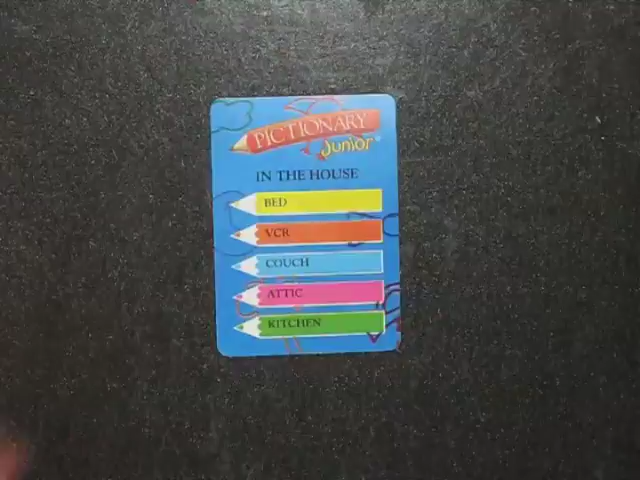 PICTIONARY
Junior®
IN THE HOUSE
BED
VCR
COUCH
ATTIC
KITCHEN